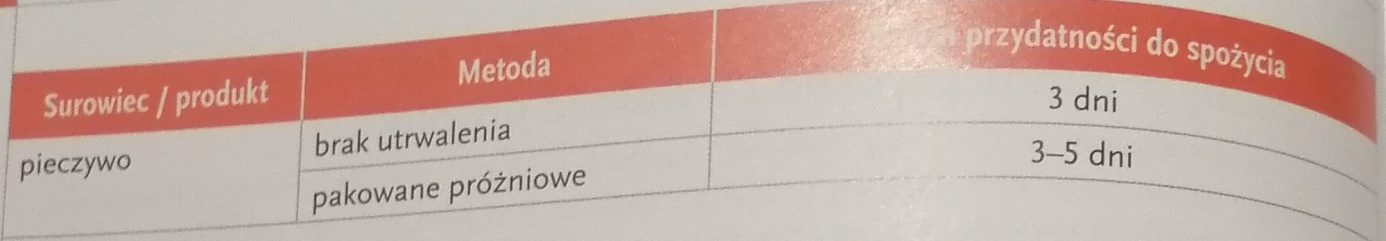 Surowiec / produkt
Metoda
przydatności do spożycia
pieczywo
brak utrwalenia
3 dni
pakowane próżniowe
3–5 dni